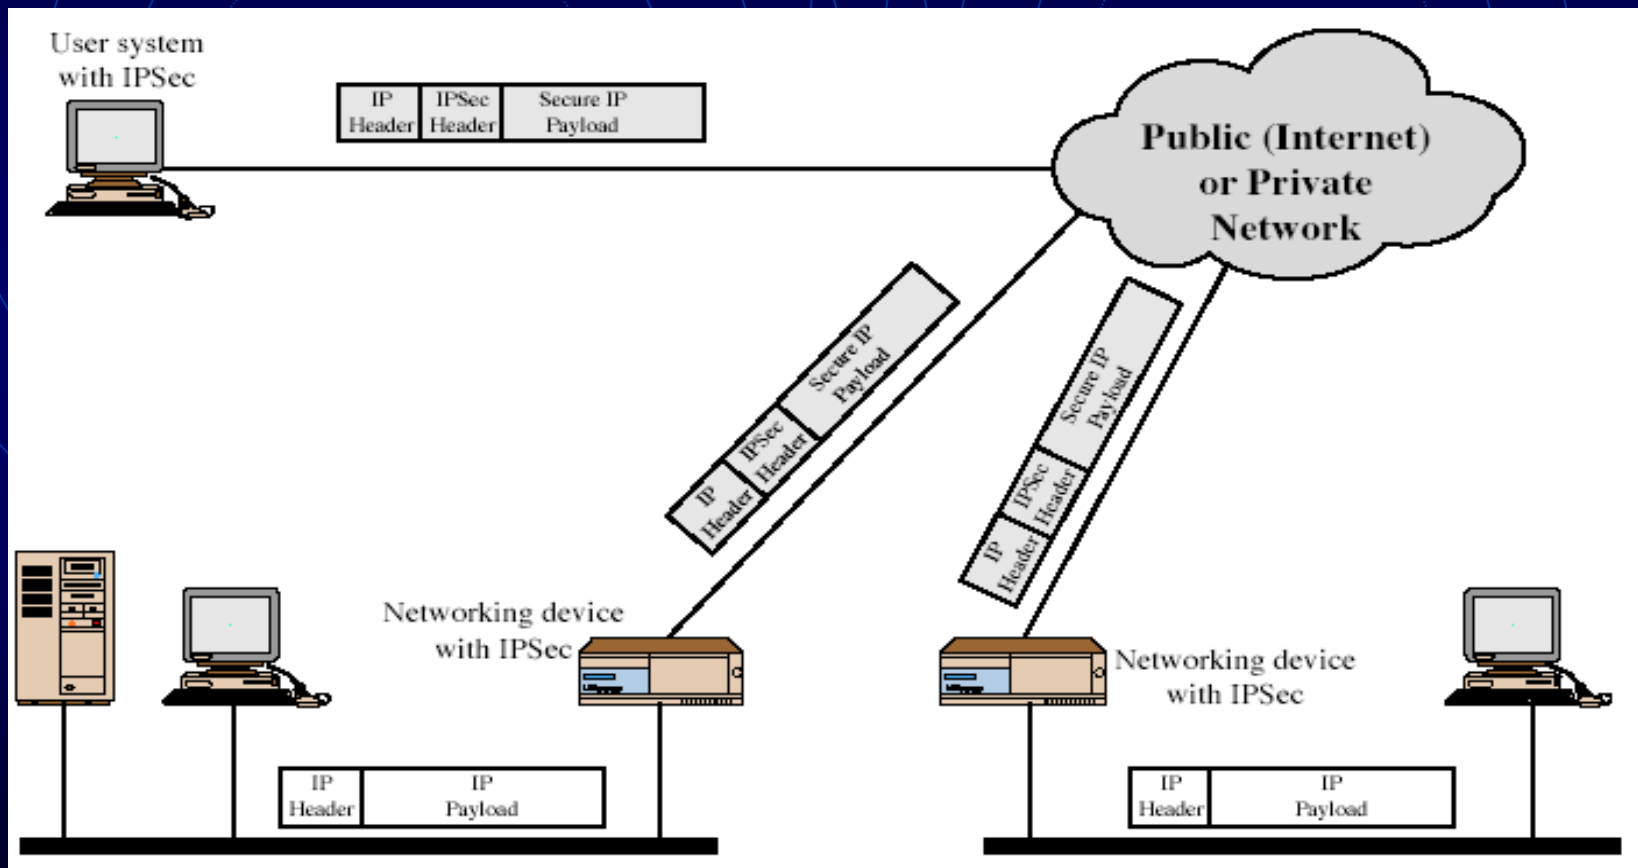 User system
with IPSec
IP
Header
IPSec
Header
Secure IP
Payload
Public (Internet)
or Private
Network
Secure IP
Payload
IPSec
Header
IP
Header
Secure IP
Payload
IPSec
Header
IP
Header
Networking device
with IPSec
Networking device
with IPSec
IP
Header
IP
Payload
IP
Header
IP
Payload